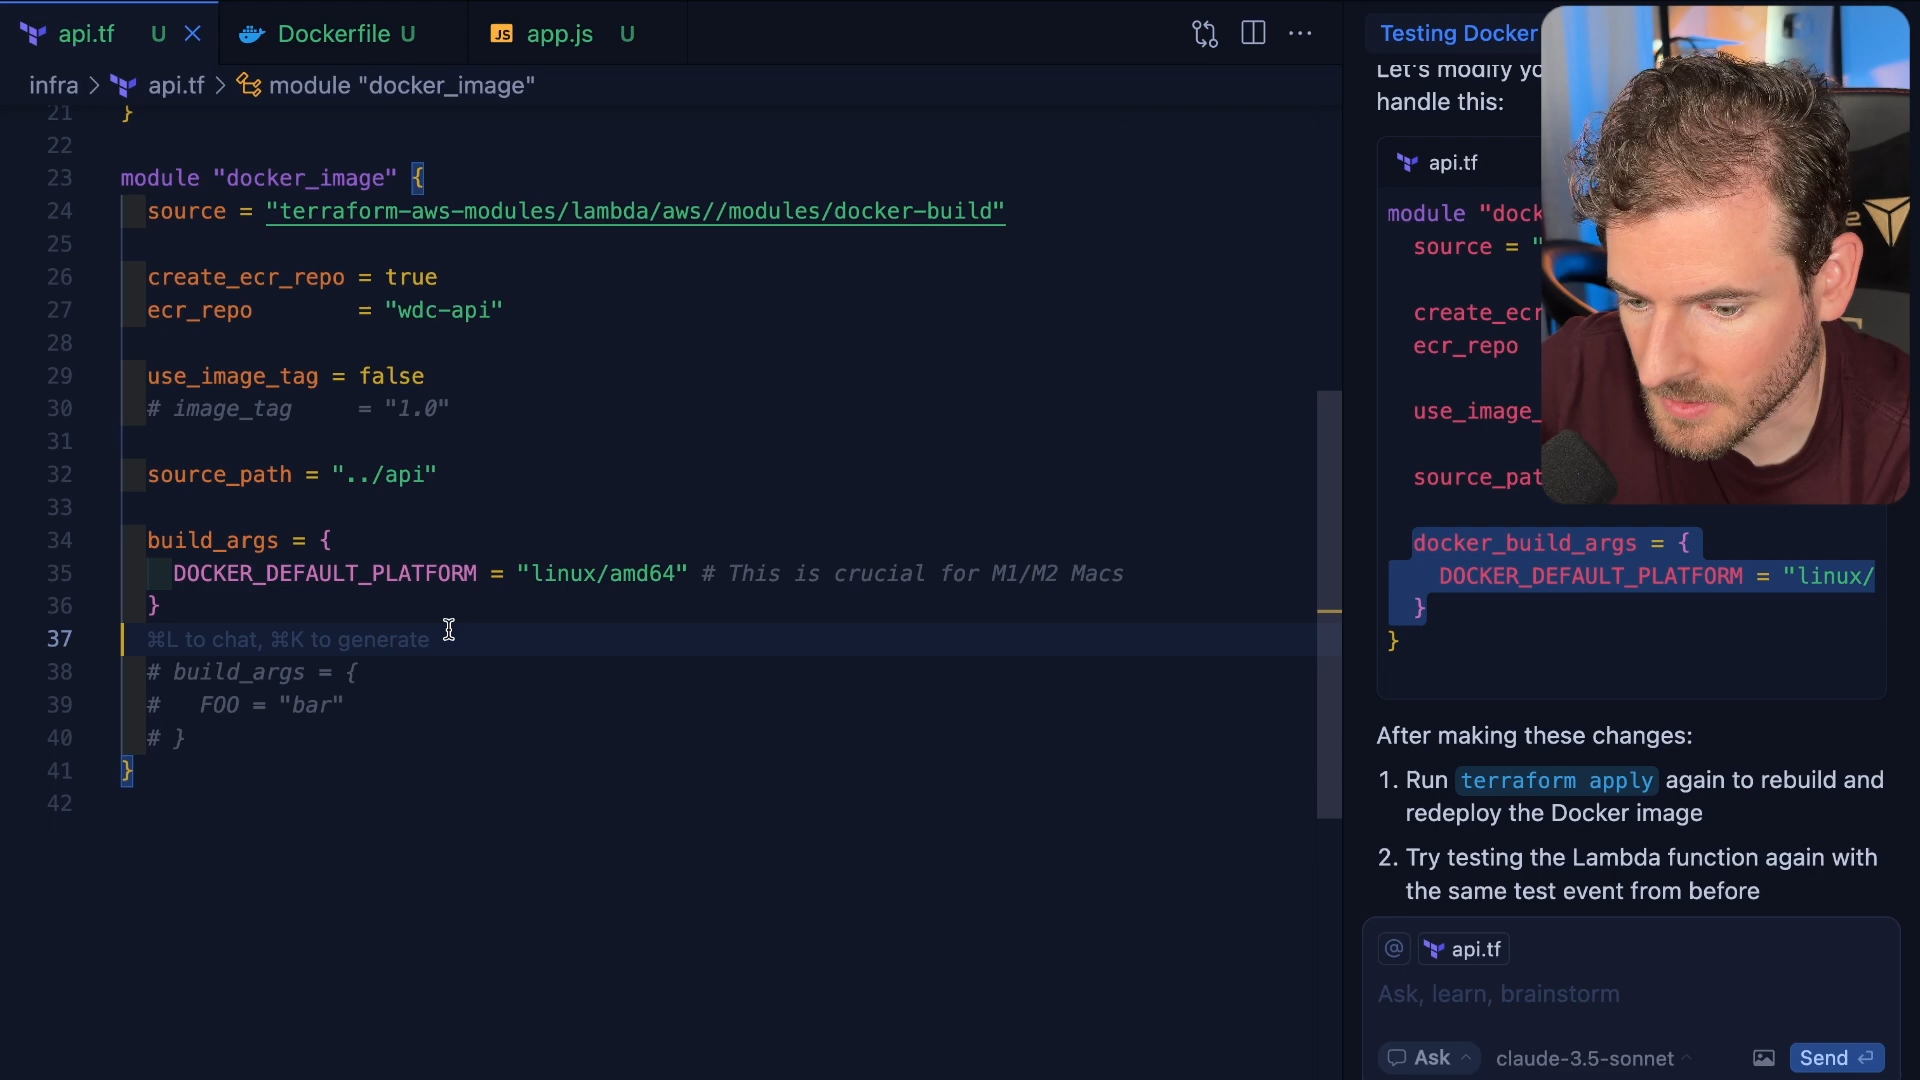 api.tf U
Dockerfile U
JS app.js U
infra > api.tf > module "docker_image"
21 }
22
23 module "docker_image" {
24 source = "terraform-aws-modules/lambda/aws//modules/docker-build"
25
26 create_ecr_repo = true
27 ecr_repo = "wdc-api"
28
29 use_image_tag = false
30 # image_tag = "1.0"
31
32 source_path = "../api"
33
34 build_args = {
35 DOCKER_DEFAULT_PLATFORM = "linux/amd64" # This is crucial for M1/M2 Macs
36 }
37 ⌘L to chat, ⌘K to generate
38 # build_args = {
39 # FOO = "bar"
40 # }
41 }
42
Testing Docker
Let's modify yo
handle this:
api.tf
module "dock
source = "
create_ecr
ecr_repo
use_image_
source_pat
docker_build_args = {
DOCKER_DEFAULT_PLATFORM = "linux/
}
}
After making these changes:
1. Run terraform apply again to rebuild and
redeploy the Docker image
2. Try testing the Lambda function again with
the same test event from before
@ api.tf
Ask, learn, brainstorm
Ask claude-3.5-sonnet Send